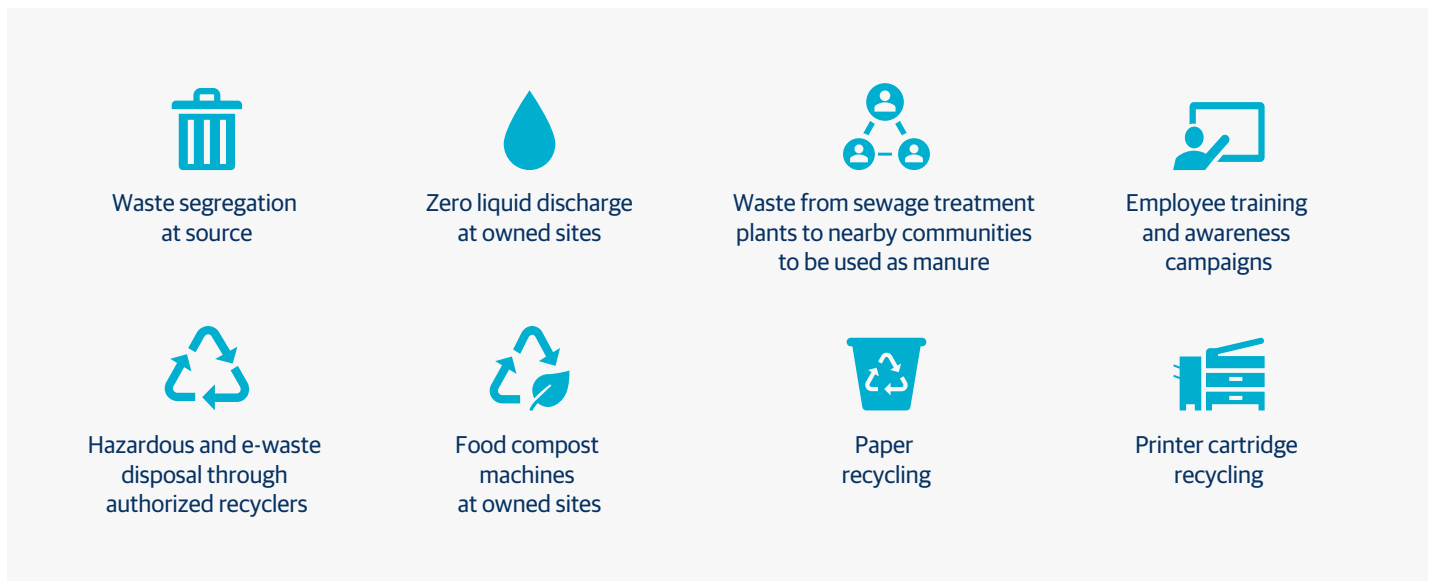 Waste segregation
at source
Zero liquid discharge
at owned sites
Waste from sewage treatment
plants to nearby communities
to be used as manure
Employee training
and awareness
campaigns
Hazardous and e-waste
disposal through
authorized recyclers
Food compost
machines
at owned sites
Paper
recycling
Printer cartridge
recycling